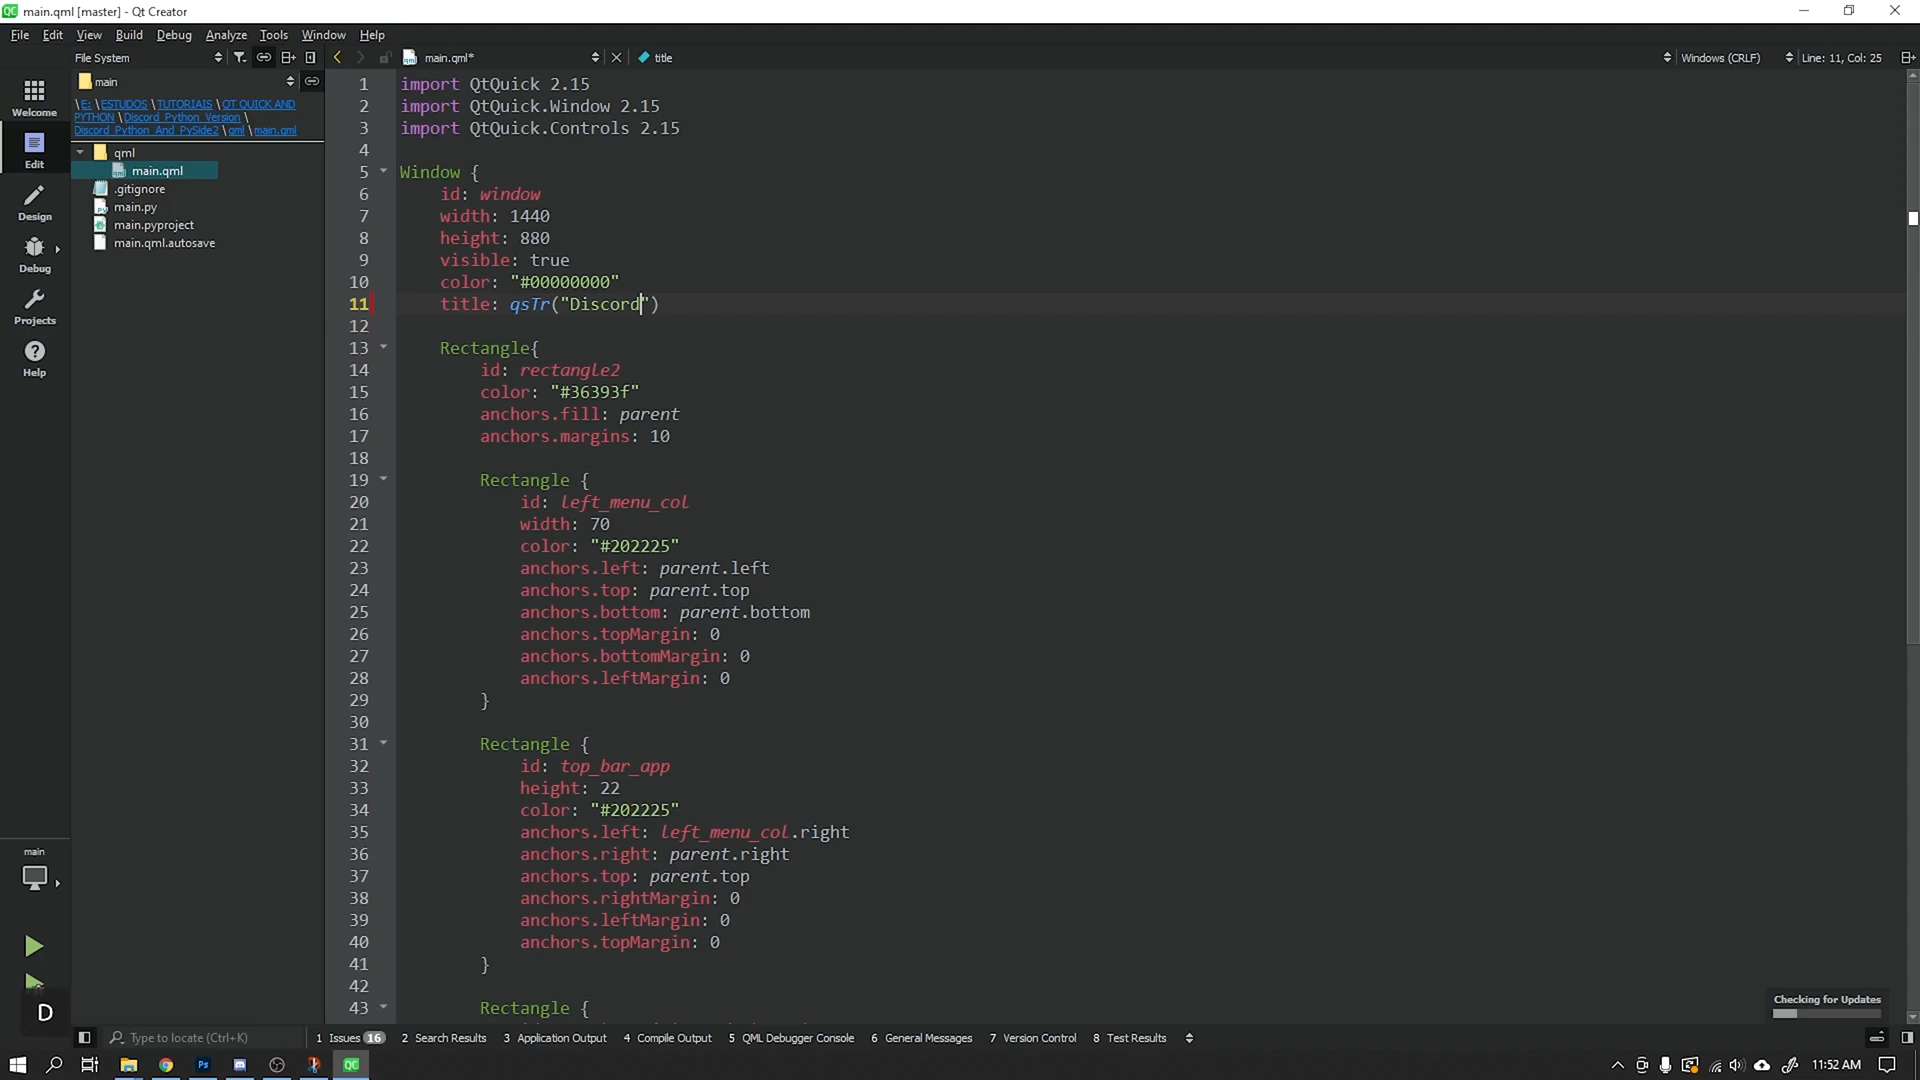 main.qml [master] - Qt Creator
File Edit View Build Debug Analyze Tools Window Help
File System
main.qml*
title
Windows (CRLF)
Line: 11, Col: 25
main
\E: \ESTUDOS \TUTORIAIS \QT QUICK AND
PYTHON \Discord_Python_Version \
Discord_Python_And_PySide2 \qml \main.qml
qml
main.qml
.gitignore
main.py
main.pyproject
main.qml.autosave
Welcome
Edit
Design
Debug
Projects
Help
main
D
1 import QtQuick 2.15
2 import QtQuick.Window 2.15
3 import QtQuick.Controls 2.15
4
5 Window {
6 id: window
7 width: 1440
8 height: 880
9 visible: true
10 color: "#00000000"
11 title: qsTr("Discord")
12
13 Rectangle{
14 id: rectangle2
15 color: "#36393f"
16 anchors.fill: parent
17 anchors.margins: 10
18
19 Rectangle {
20 id: left_menu_col
21 width: 70
22 color: "#202225"
23 anchors.left: parent.left
24 anchors.top: parent.top
25 anchors.bottom: parent.bottom
26 anchors.topMargin: 0
27 anchors.bottomMargin: 0
28 anchors.leftMargin: 0
29 }
30
31 Rectangle {
32 id: top_bar_app
33 height: 22
34 color: "#202225"
35 anchors.left: left_menu_col.right
36 anchors.right: parent.right
37 anchors.top: parent.top
38 anchors.rightMargin: 0
39 anchors.leftMargin: 0
40 anchors.topMargin: 0
41 }
42
43 Rectangle {
Checking for Updates
Type to locate (Ctrl+K)
1 Issues 16 2 Search Results 3 Application Output 4 Compile Output 5 QML Debugger Console 6 General Messages 7 Version Control 8 Test Results
Ps
QC
11:52 AM